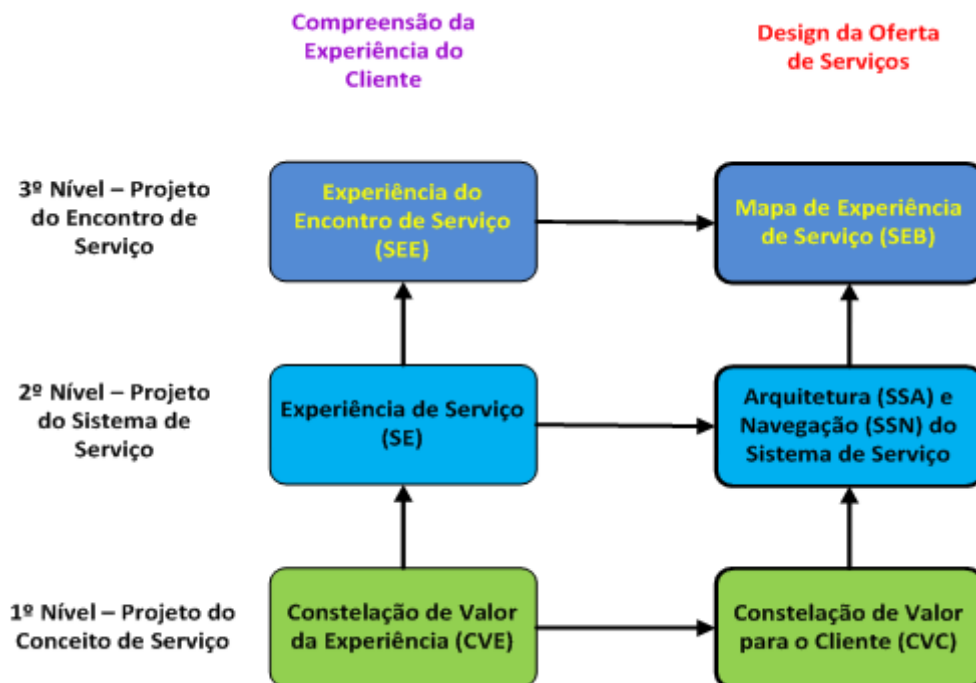 Compreensão da
Experiência do
Cliente
Design da Oferta
de Serviços
3º Nível – Projeto
do Encontro de
Serviço
Experiência do
Encontro de Serviço
(SEE)
Mapa de Experiência
de Serviço (SEB)
2º Nível – Projeto
do Sistema de
Serviço
Experiência de Serviço
(SE)
Arquitetura (SSA) e
Navegação (SSN) do
Sistema de Serviço
1º Nível – Projeto do
Conceito de Serviço
Constelação de Valor
da Experiência (CVE)
Constelação de Valor
para o Cliente (CVC)